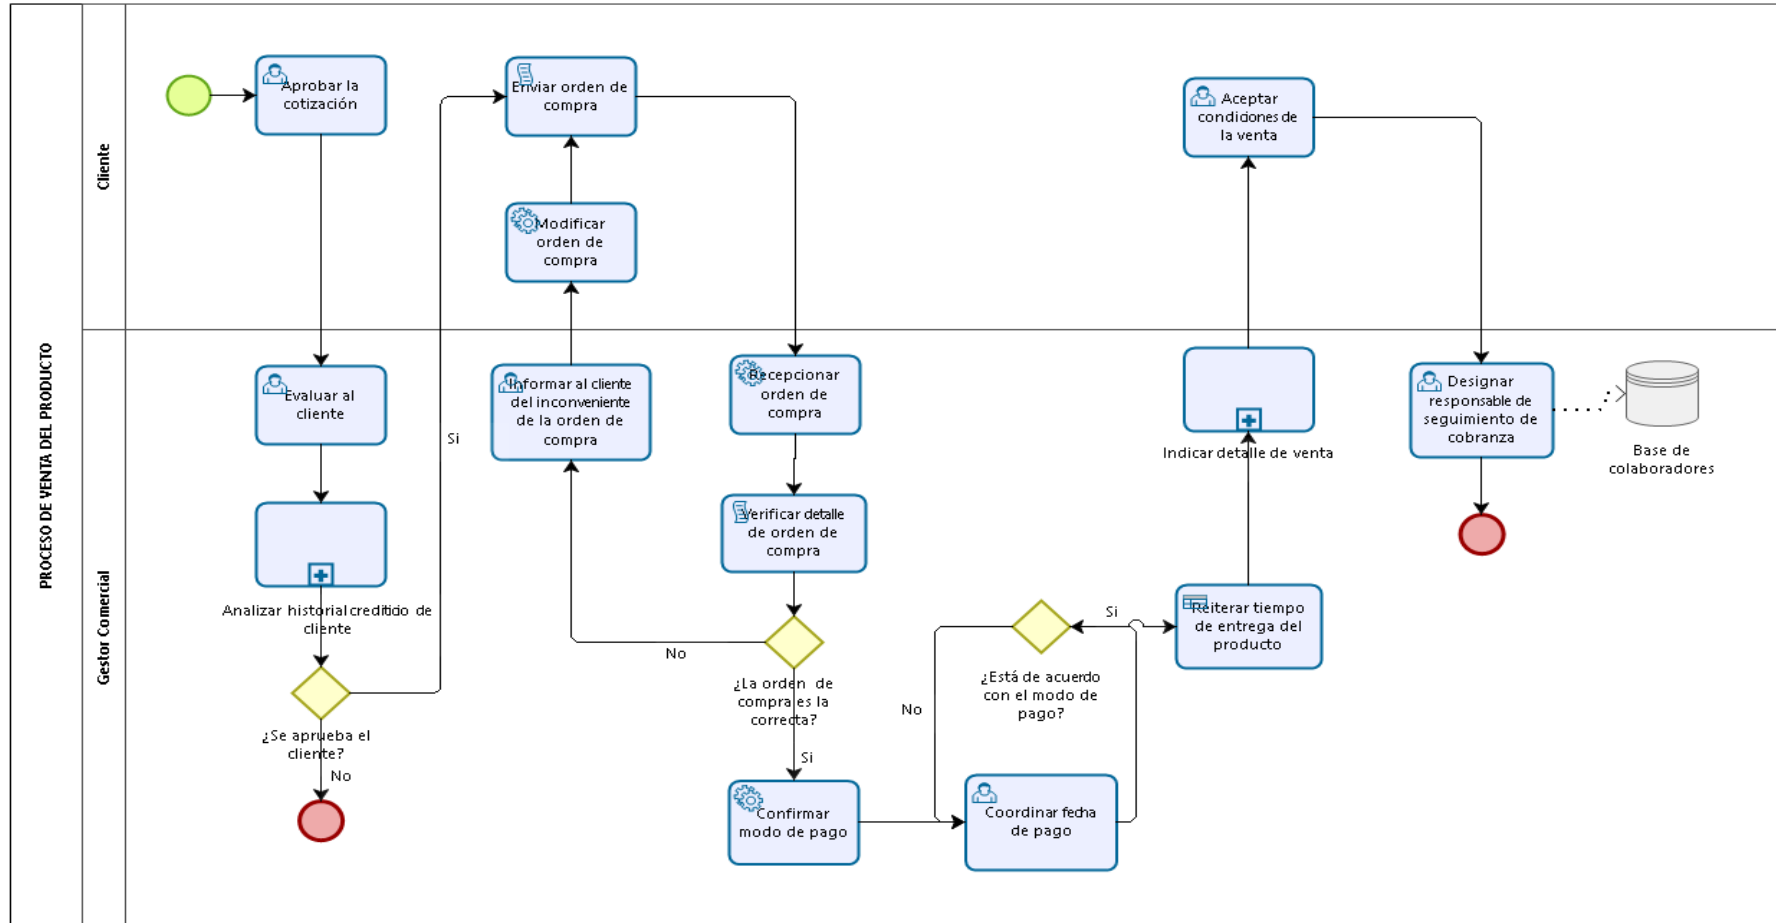 PROCESO DE VENTA DEL PRODUCTO
Cliente
Aprobar la
cotización
Enviar orden de
compra
Modificar
orden de
compra
Aceptar
condiciones de
la venta
Gestor Comercial
Evaluar al
cliente
Analizar historial crediticio de
cliente
¿Se aprueba el
cliente?
No
Si
Informar al cliente
del inconveniente
de la orden de
compra
Recepcionar
orden de
compra
Verificar detalle
de orden de
compra
No
¿La orden de
compra es la
correcta?
Si
Confirmar
modo de pago
Coordinar fecha
de pago
No
¿Está de acuerdo
con el modo de
pago?
Si
Reiterar tiempo
de entrega del
producto
Indicar detalle de venta
Designar
responsable de
seguimiento de
cobranza
Base de
colaboradores